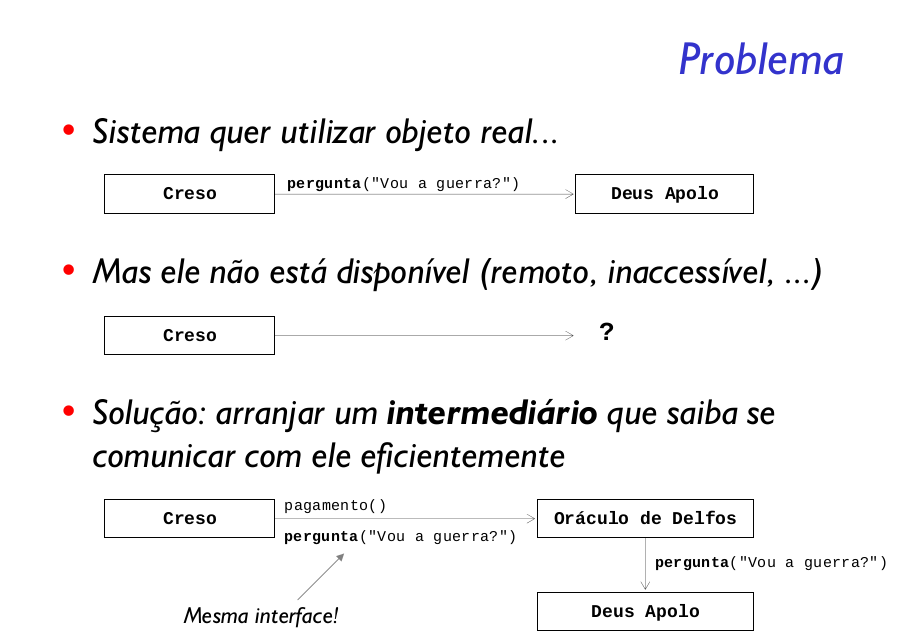 Problema
• Sistema quer utilizar objeto real...
pergunta("Vou a guerra?")
Creso
Deus Apolo
• Mas ele não está disponível (remoto, inaccessível, ...)
Creso
?
• Solução: arranjar um intermediário que saiba se
comunicar com ele eficientemente
Creso
pagamento()
pergunta("Vou a guerra?")
Oráculo de Delfos
pergunta("Vou a guerra?")
Mesma interface!
Deus Apolo